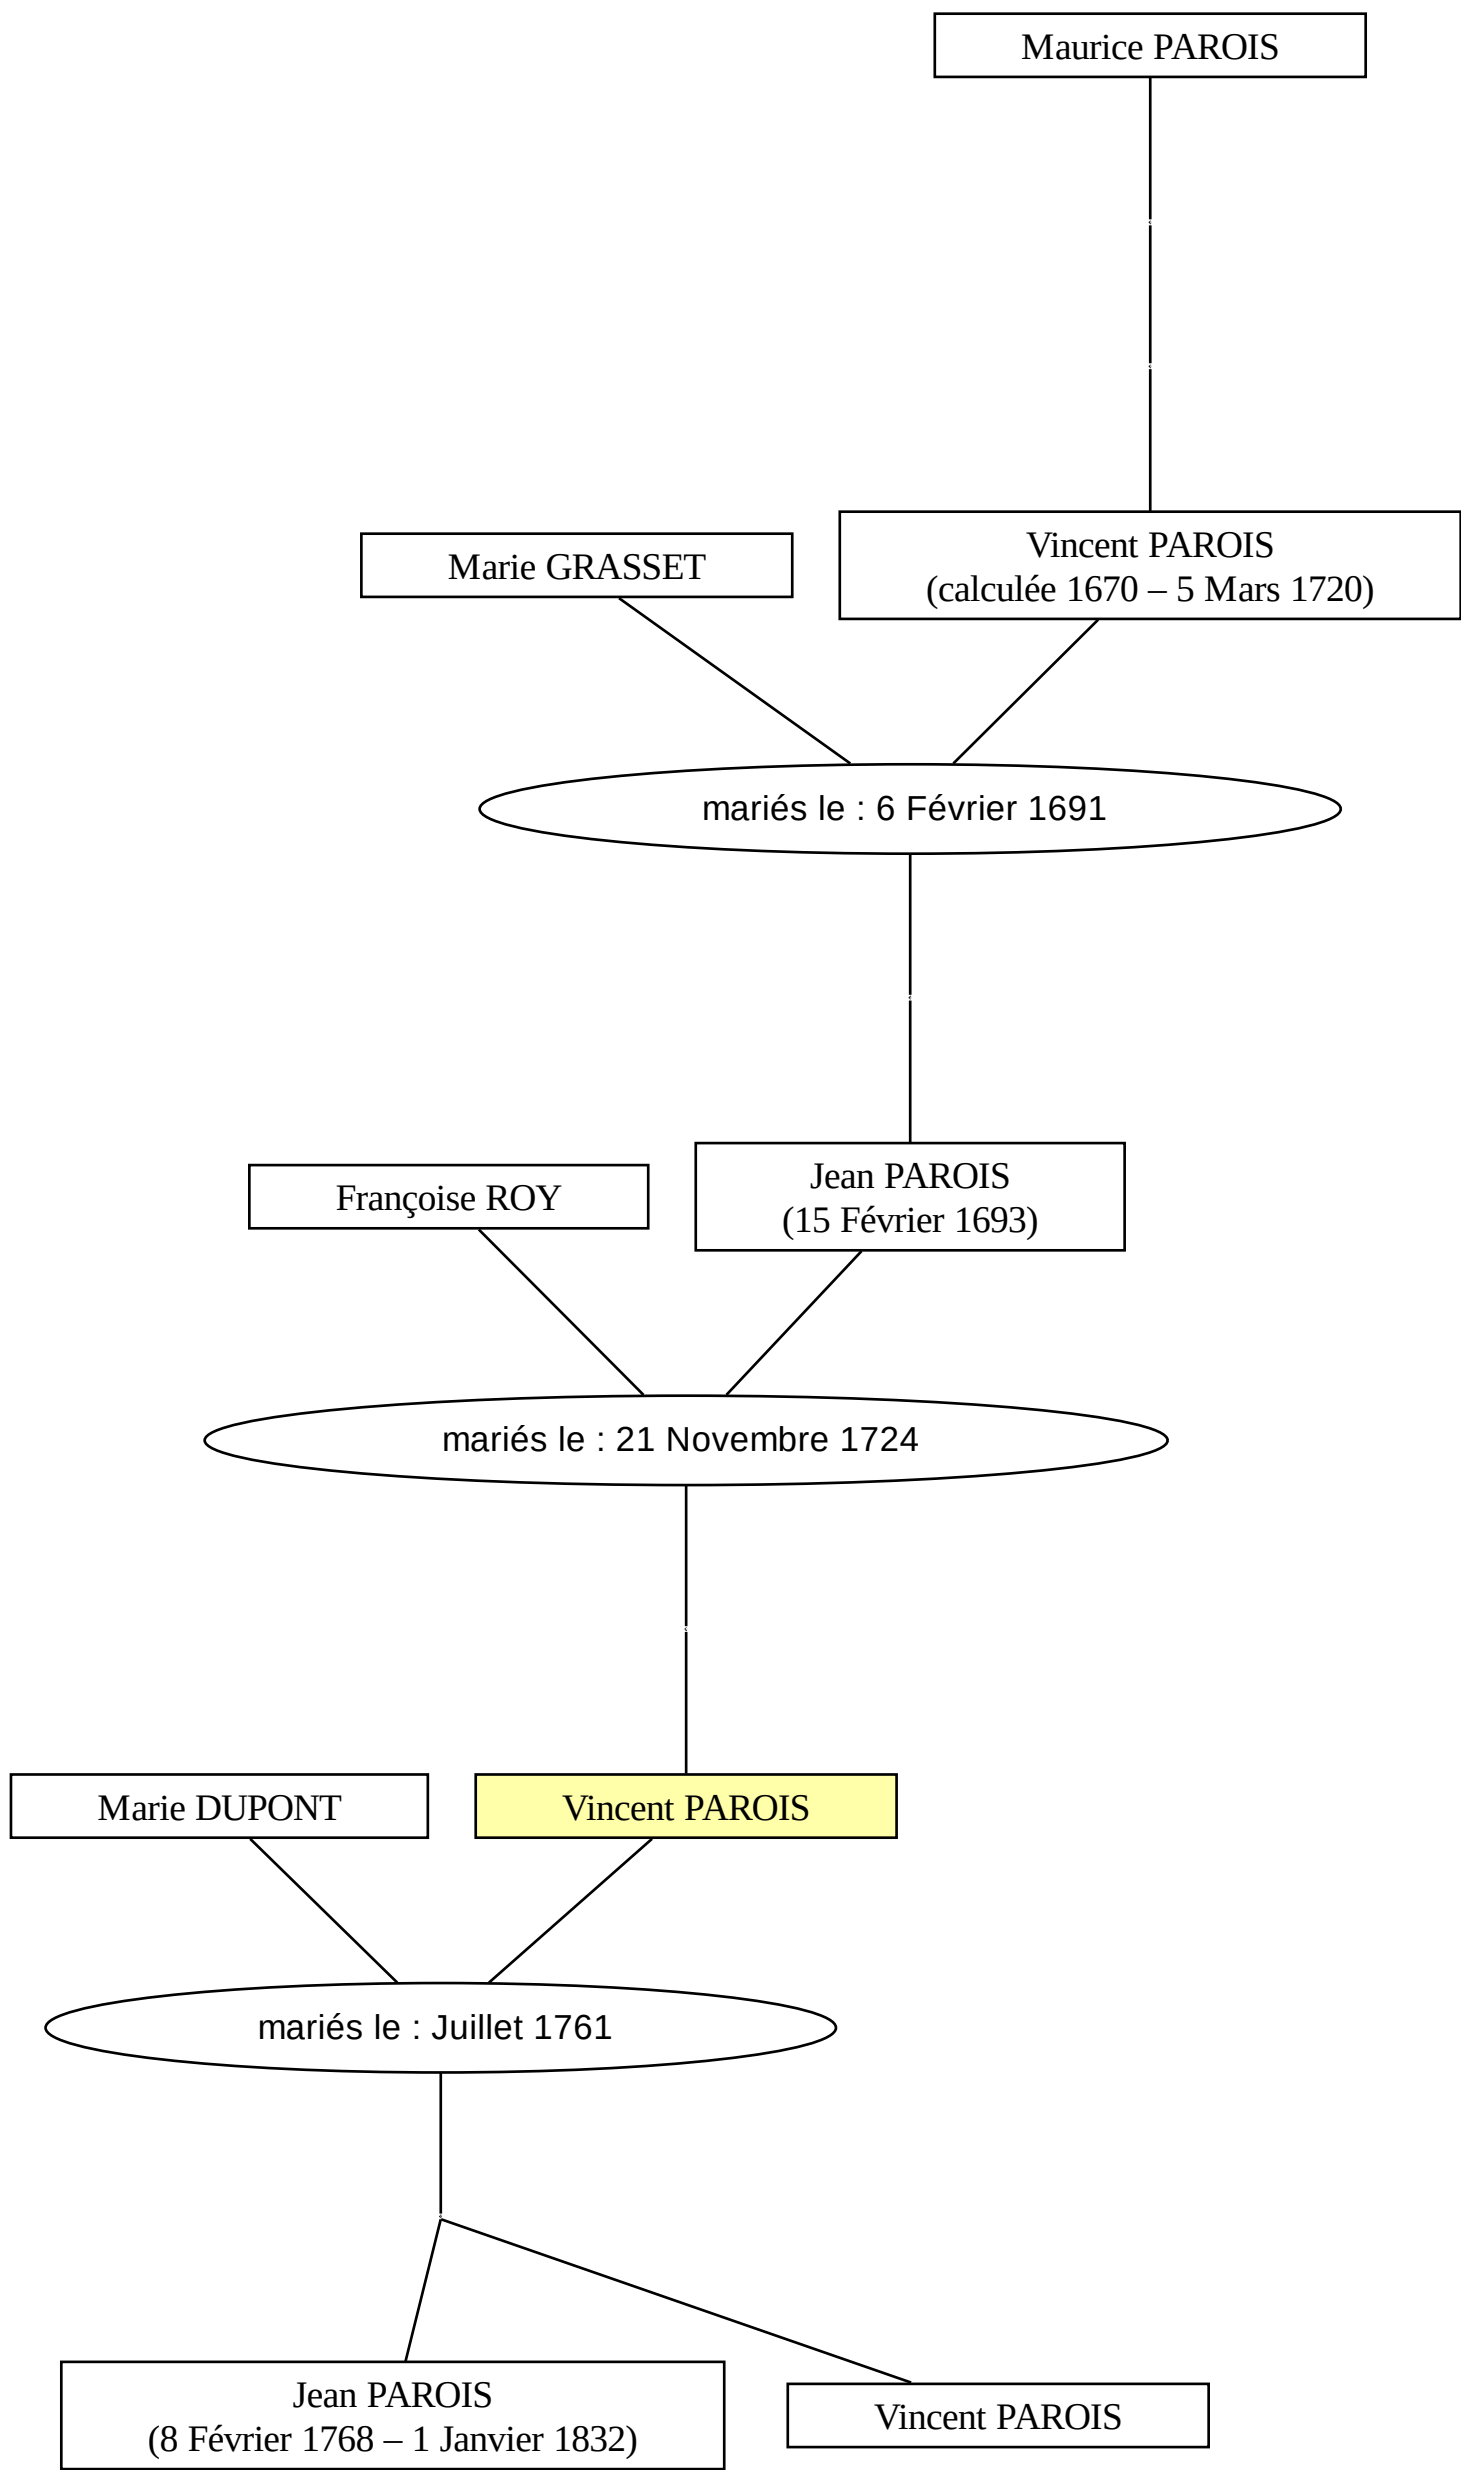 Maurice PAROIS
Marie GRASSET
Vincent PAROIS
(calculée 1670 – 5 Mars 1720)
mariés le : 6 Février 1691
Françoise ROY
Jean PAROIS
(15 Février 1693)
mariés le : 21 Novembre 1724
Marie DUPONT
Vincent PAROIS
mariés le : Juillet 1761
Jean PAROIS
(8 Février 1768 – 1 Janvier 1832)
Vincent PAROIS